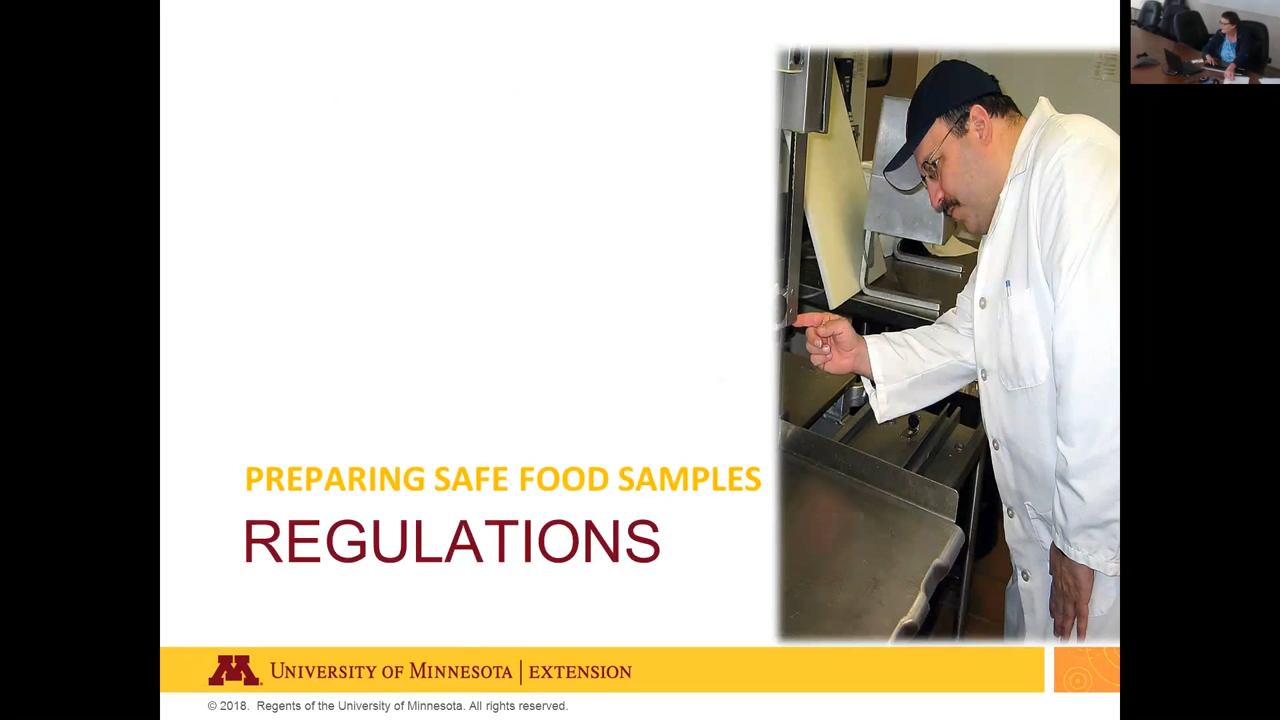 PREPARING SAFE FOOD SAMPLES
REGULATIONS
M
UNIVERSITY OF MINNESOTA | EXTENSION
© 2018. Regents of the University of Minnesota. All rights reserved.